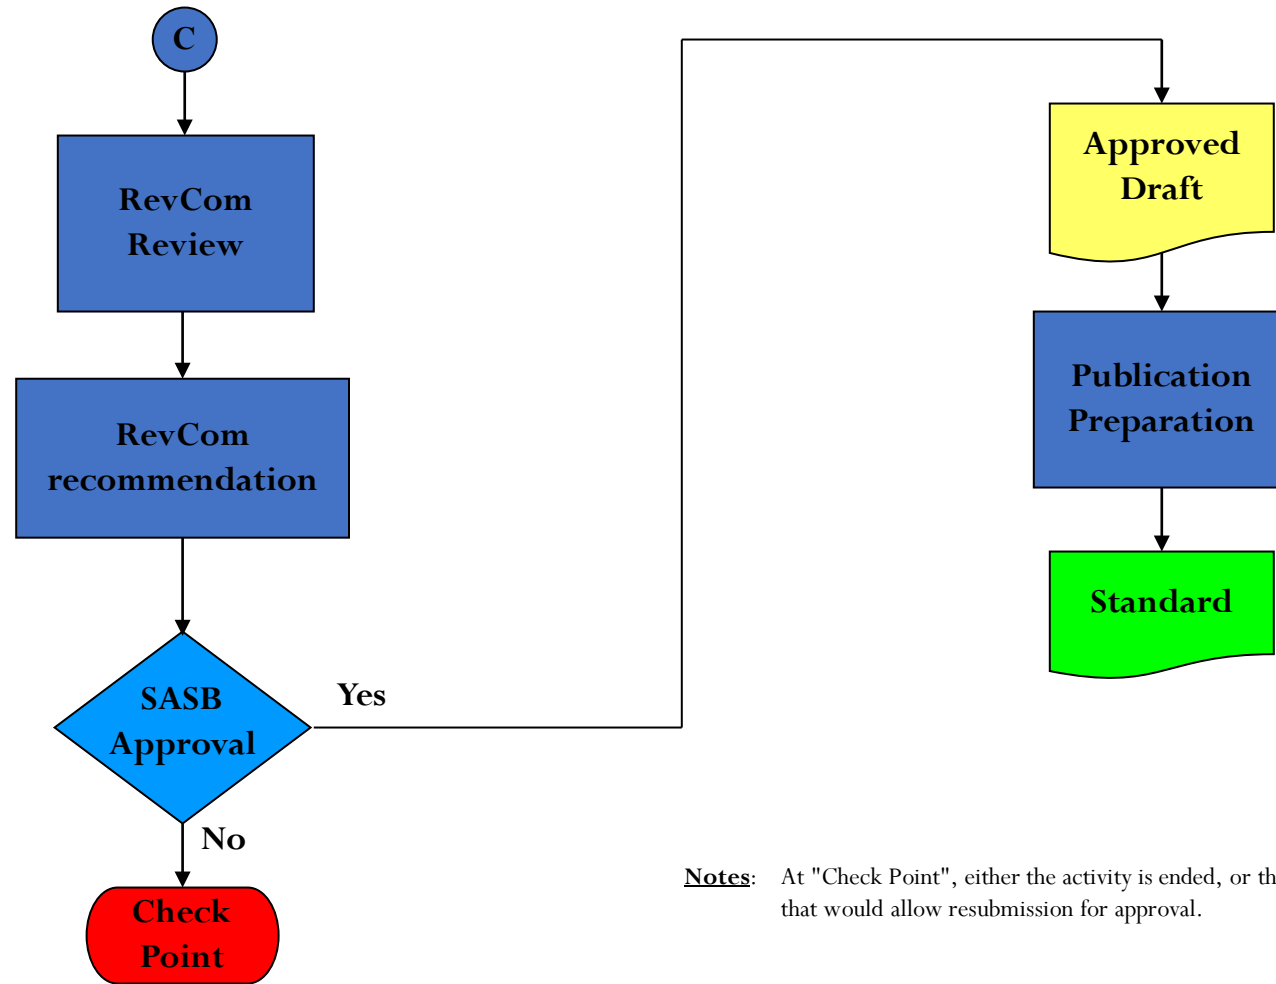 C
RevCom
Review
RevCom
recommendation
SASB
Approval
Yes
No
Check
Point
Approved
Draft
Publication
Preparation
Standard
Notes: At "Check Point", either the activity is ended, or th
that would allow resubmission for approval.